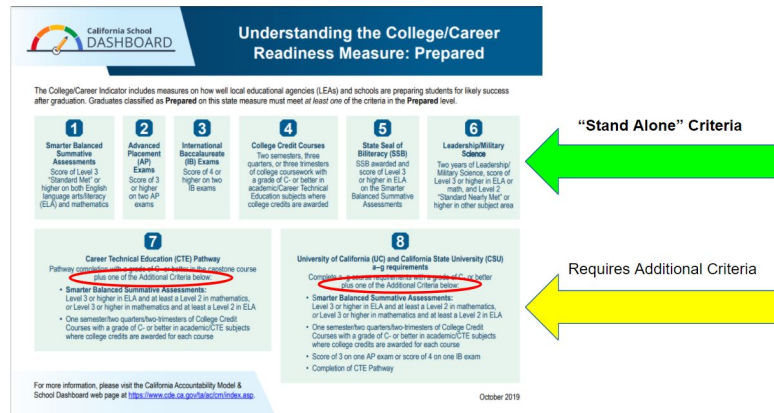 California School
DASHBOARD
Understanding the College/Career
Readiness Measure: Prepared
The College/Career Indicator includes measures on how well local educational agencies (LEAs) and schools are preparing students for likely success
after graduation. Graduates classified as Prepared on this state measure must meet at least one of the criteria in the Prepared level.
1
Smarter Balanced
Summative
Assessments
Score of Level 3
"Standard Met" or
higher on both English
language arts/literacy
(ELA) and mathematics
2
Advanced
Placement
(AP)
Exams
Score of 3
or higher
on two AP
exams
3
International
Baccalaureate
(IB) Exams
Score of 4 or
higher on two
IB exams
4
College Credit Courses
Two semesters, three
quarters, or three trimesters
of college coursework with
a grade of C- or better in
academic/Career Technical
Education subjects where
college credits are awarded
5
State Seal of
Biliteracy (SSB)
SSB awarded and
score of Level 3
or higher in ELA
on the Smarter
Balanced Summative
Assessments
6
Leadership/Military
Science
Two years of Leadership/
Military Science, score of
Level 3 or higher in ELA or
math, and Level 2
"Standard Nearly Met" or
higher in other subject area
"Stand Alone" Criteria
7
Career Technical Education (CTE) Pathway
Pathway completion with a grade of C- or better in the capstone course
plus one of the Additional Criteria below:
• Smarter Balanced Summative Assessments:
Level 3 or higher in ELA and at least a Level 2 in mathematics,
or Level 3 or higher in mathematics and at least a Level 2 in ELA
• One semester/two quarters/two-trimesters of College Credit
Courses with a grade of C- or better in academic/CTE subjects
where college credits are awarded for each course
8
University of California (UC) and California State University (CSU)
a–g requirements
Complete a–g course requirements with a grade of C- or better
plus one of the Additional Criteria below:
• Smarter Balanced Summative Assessments:
Level 3 or higher in ELA and at least a Level 2 in mathematics,
or Level 3 or higher in mathematics and at least a Level 2 in ELA
• One semester/two quarters/two-trimesters of College Credit
Courses with a grade of C- or better in academic/CTE subjects
where college credits are awarded for each course
• Score of 3 on one AP exam or score of 4 on one IB exam
• Completion of CTE Pathway
Requires Additional Criteria
For more information, please visit the California Accountability Model &
School Dashboard web page at https://www.cde.ca.gov/ta/ac/cm/index.asp.
October 2019